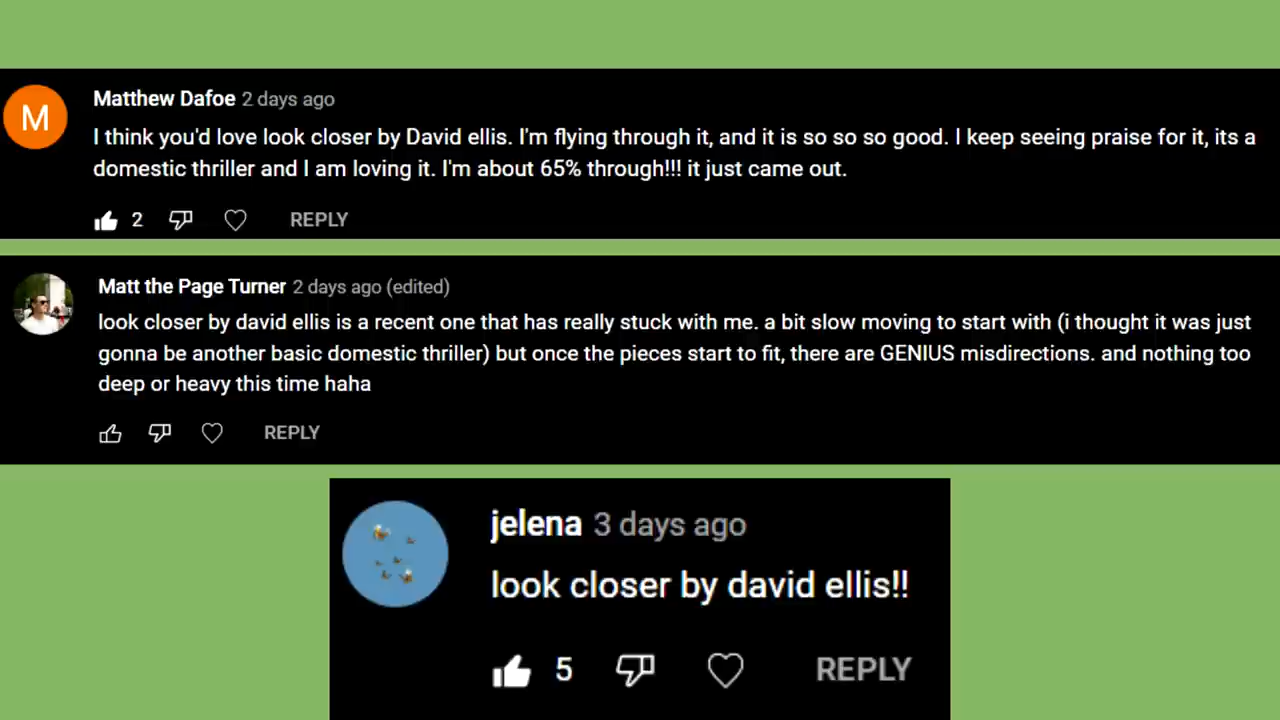 M
Matthew Dafoe 2 days ago
I think you'd love look closer by David ellis. I'm flying through it, and it is so so so good. I keep seeing praise for it, its a
domestic thriller and I am loving it. I'm about 65% through!!! it just came out.
2 REPLY
Matt the Page Turner 2 days ago (edited)
look closer by david ellis is a recent one that has really stuck with me. a bit slow moving to start with (i thought it was just
gonna be another basic domestic thriller) but once the pieces start to fit, there are GENIUS misdirections. and nothing too
deep or heavy this time haha
REPLY
jelena 3 days ago
look closer by david ellis!!
5 REPLY